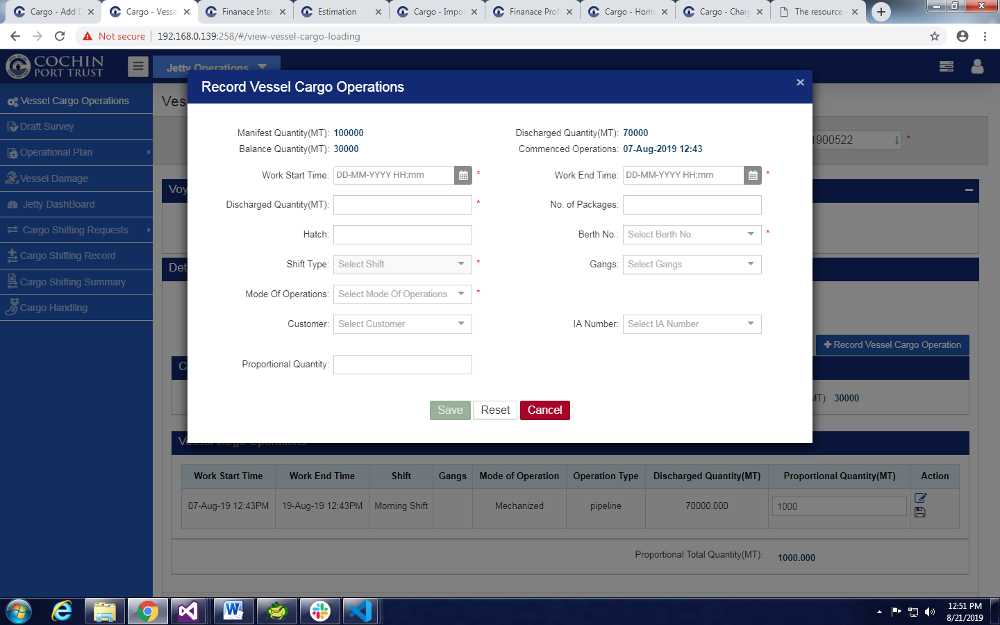 Cargo - Add D
Cargo - Vesse
Finanace Inter
Estimation
Cargo - Impor
Finanace Prof
Cargo - Home
Cargo - Charg
The resource
Not secure
192.168.0.139:258/#/view-vessel-cargo-loading
COCHIN
PORT TRUST
Jetty Operations
Vessel Cargo Operations
Draft Survey
Operational Plan
Vessel Damage
Jetty DashBoard
Cargo Shifting Requests
Cargo Shifting Record
Cargo Shifting Summary
Cargo Handling
Ves
1900522 *
Voy
Det
Record Vessel Cargo Operations
Manifest Quantity(MT): 100000
Discharged Quantity(MT): 70000
Balance Quantity(MT): 30000
Commenced Operations: 07-Aug-2019 12:43
Work Start Time: DD-MM-YYYY HH:mm *
Work End Time: DD-MM-YYYY HH:mm *
Discharged Quantity(MT): *
No. of Packages:
Hatch:
Berth No.: Select Berth No. *
Shift Type: Select Shift *
Gangs: Select Gangs
Mode Of Operations: Select Mode Of Operations *
Customer: Select Customer
IA Number: Select IA Number
Proportional Quantity:
Save Reset Cancel
Record Vessel Cargo Operation
C
MT): 30000
Vessel Cargo Operations
Work Start Time Work End Time Shift Gangs Mode of Operation Operation Type Discharged Quantity(MT) Proportional Quantity(MT) Action
07-Aug-19 12:43PM 19-Aug-19 12:43PM Morning Shift Mechanized pipeline 70000.000 1000
Proportional Total Quantity(MT): 1000.000
12:51 PM
8/21/2019